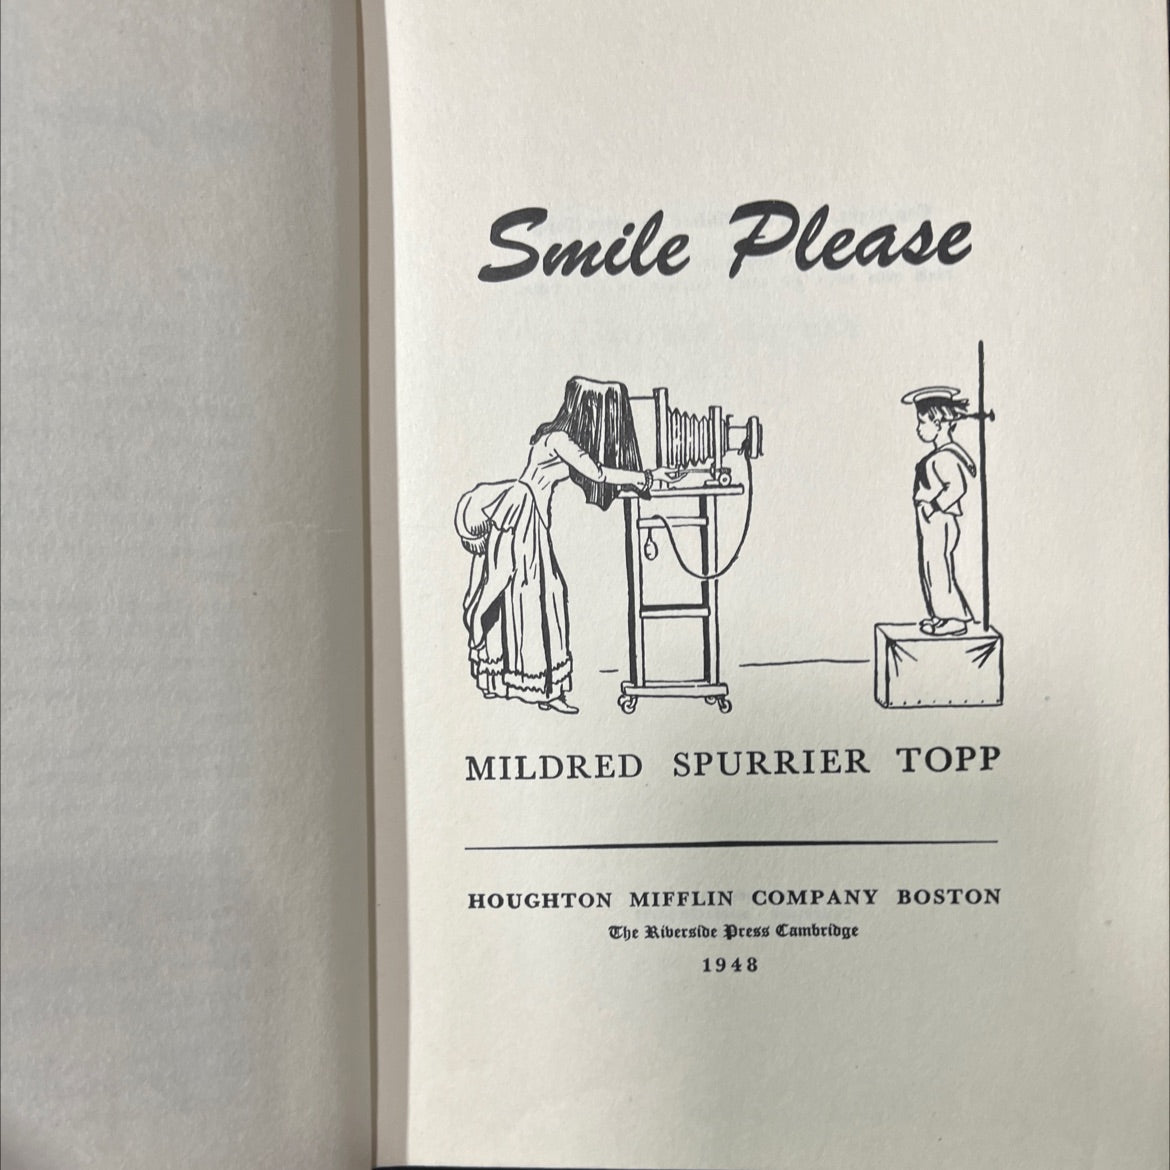 Smile Please
MILDRED SPURRIER TOPP
HOUGHTON MIFFLIN COMPANY BOSTON
The Riverside Press Cambridge
1948